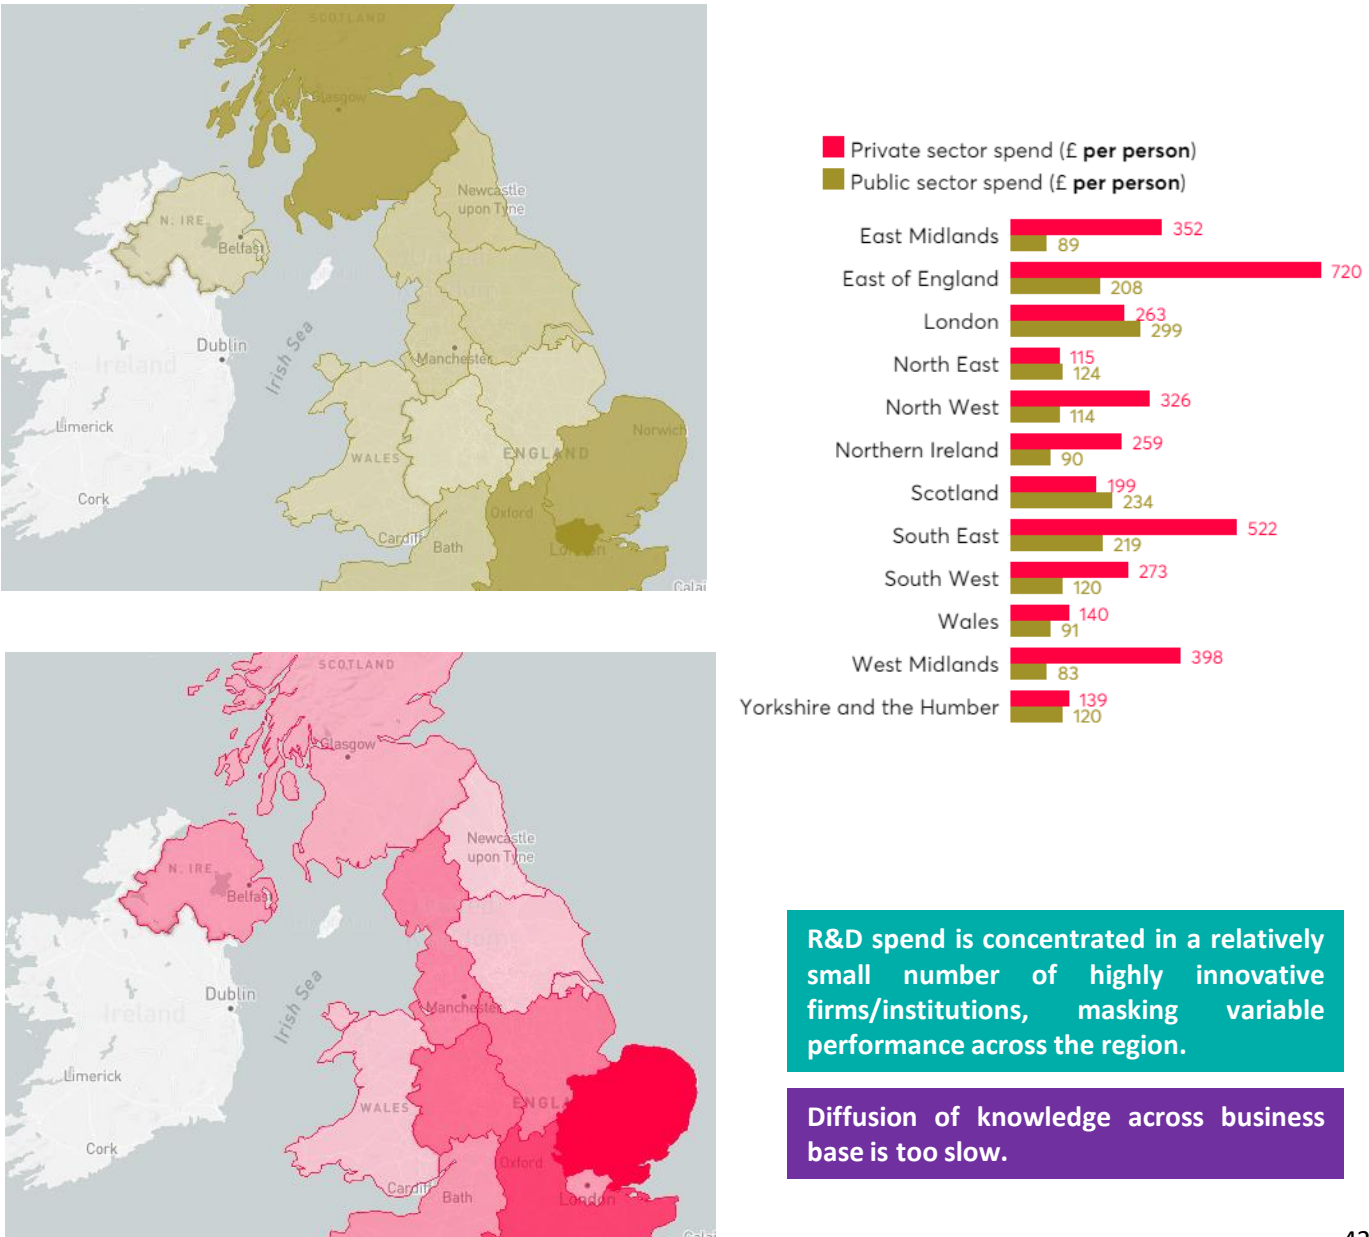 SCOTLAND
Glasgow
Newcastle
upon Tyne
N. IRE.
Belfast
United
Dublin
Ireland
Irish Sea
Manchester
Limerick
Norwich
WALES
ENGLAND
Cork
Oxford
Cardiff
Bath
London
Calai
Private sector spend (£ per person)
Public sector spend (£ per person)
East Midlands 352
89
East of England 720
208
London 263
299
North East 115
124
North West 326
114
Northern Ireland 259
90
Scotland 199
234
South East 522
219
South West 273
120
Wales 140
91
West Midlands 398
83
Yorkshire and the Humber 139
120
SCOTLAND
Glasgow
Newcastle
upon Tyne
N. IRE.
Belfast
United
Dublin
Ireland
Irish Sea
Manchester
Limerick
WALES
ENGLA
Cork
Oxford
Cardiff
Bath
London
R&D spend is concentrated in a relatively
small number of highly innovative
firms/institutions, masking variable
performance across the region.
Diffusion of knowledge across business
base is too slow.